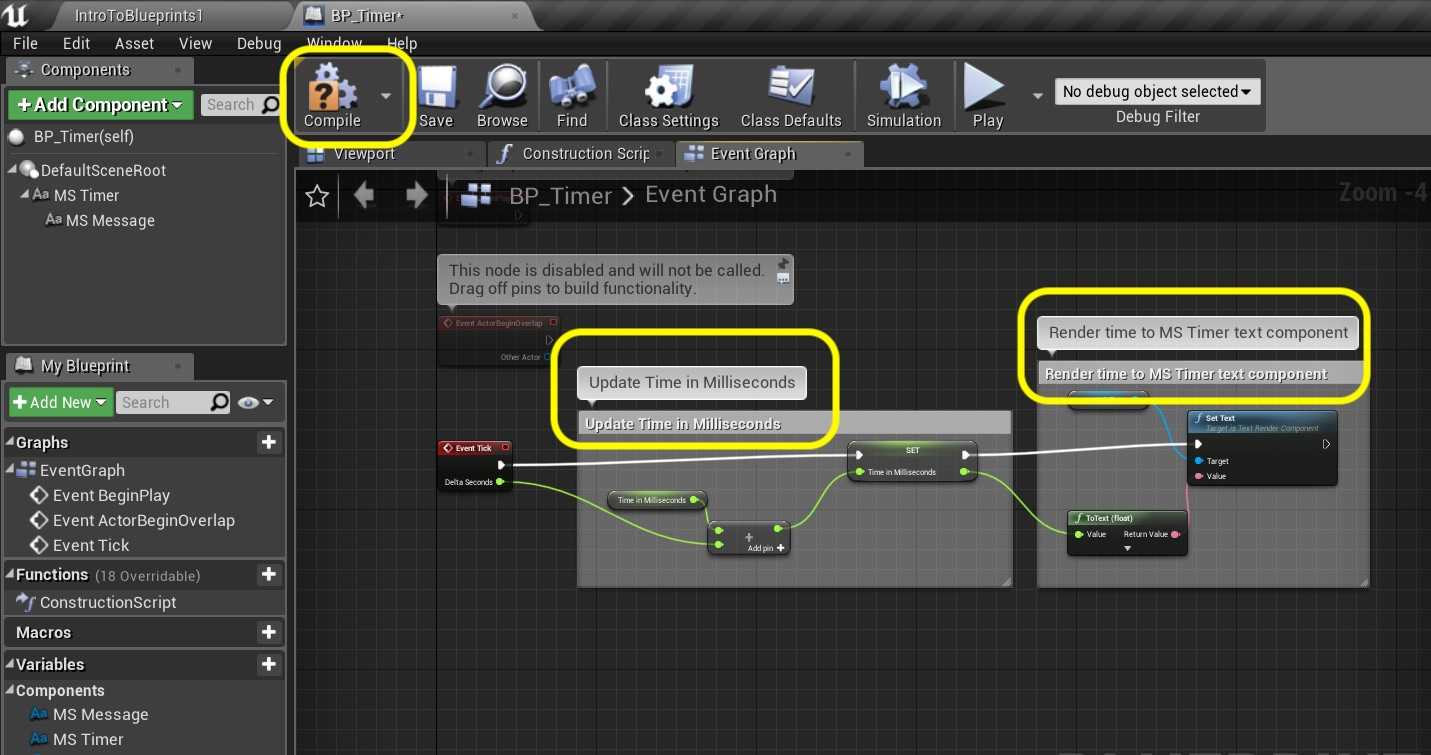 IntroToBlueprints1
BP_Timer*
File Edit Asset View Debug Window Help
Components
+Add Component
Search
BP_Timer(self)
DefaultSceneRoot
MS Timer
MS Message
Compile
Save
Browse
Find
Class Settings
Class Defaults
Simulation
Play
No debug object selected
Debug Filter
Viewport
Construction Scrip
Event Graph
BP_Timer > Event Graph
Zoom -4
This node is disabled and will not be called.
Drag off pins to build functionality.
Event ActorBeginOverlap
Other Actor
Update Time in Milliseconds
Update Time in Milliseconds
Render time to MS Timer text component
Render time to MS Timer text component
Event Tick
Delta Seconds
Time in Milliseconds
Add pin +
SET
Time in Milliseconds
Set Text
Target is Text Render Component
Target
Value
ToText (float)
Value Return Value
My Blueprint
+Add New
Search
Graphs
EventGraph
Event BeginPlay
Event ActorBeginOverlap
Event Tick
Functions (18 Overridable)
ConstructionScript
Macros
Variables
Components
MS Message
MS Timer